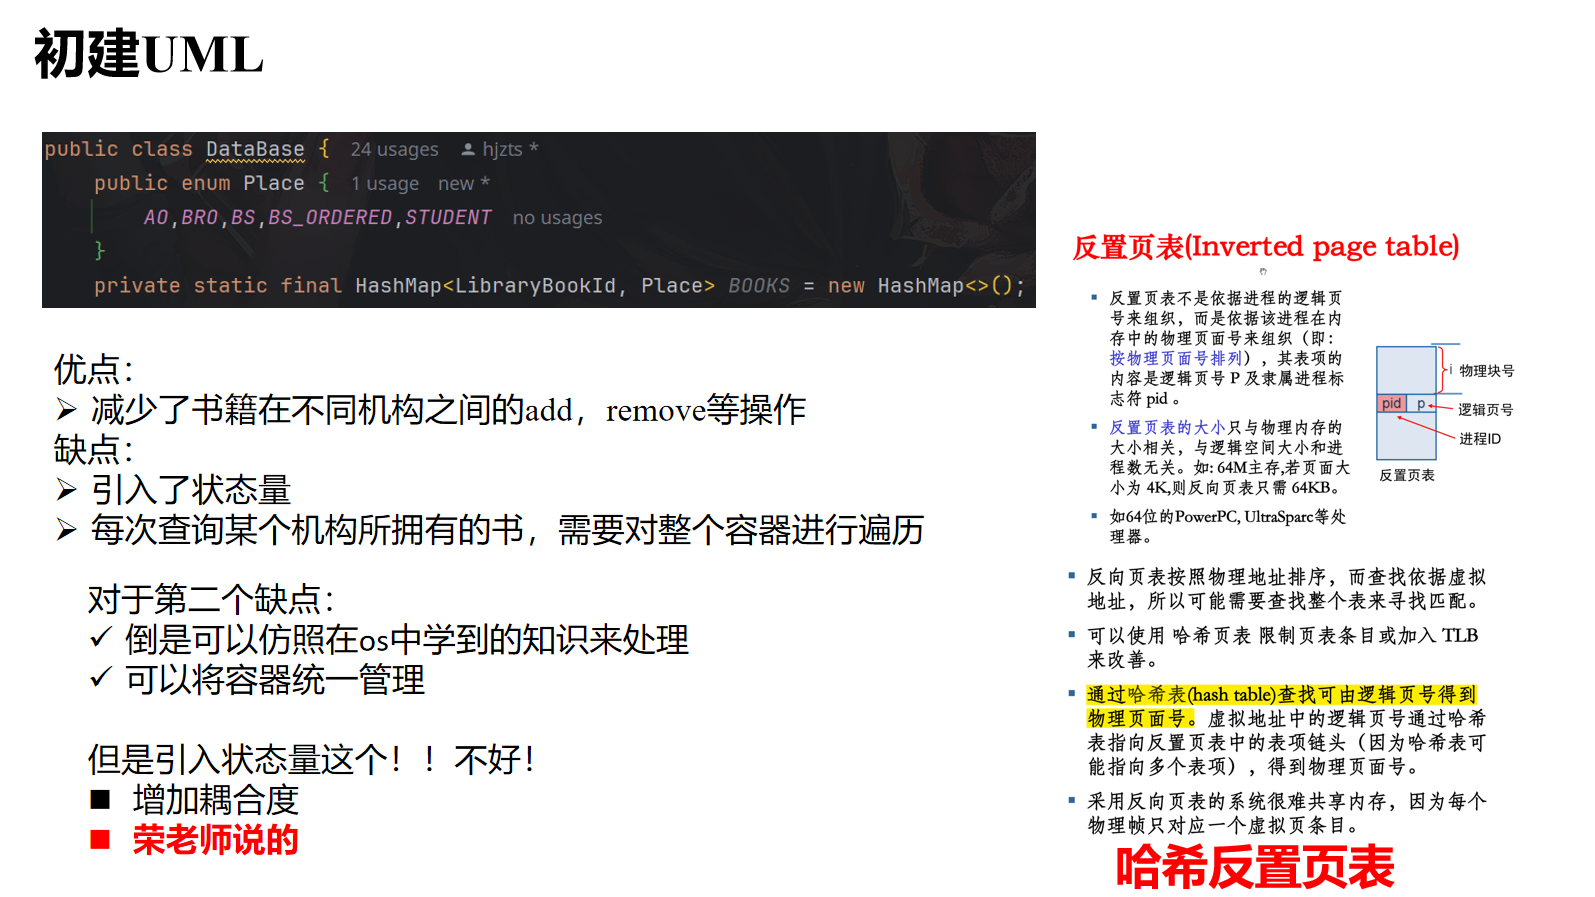 初建UML
public class DataBase { 24 usages hjzts *
public enum Place { 1 usage new *
AO,BRO,BS,BS_ORDERED,STUDENT no usages
}
private static final HashMap<LibraryBookId, Place> BOOKS = new HashMap<>();
优点：
➢ 减少了书籍在不同机构之间的add，remove等操作
缺点：
➢ 引入了状态量
➢ 每次查询某个机构所拥有的书，需要对整个容器进行遍历
对于第二个缺点：
✓ 倒是可以仿照在os中学到的知识来处理
✓ 可以将容器统一管理
但是引入状态量这个！！不好！
■ 增加耦合度
■ 荣老师说的
反置页表(Inverted page table)
▪ 反置页表不是依据进程的逻辑页
号来组织，而是依据该进程在内
存中的物理页面号来组织（即：
按物理页面号排列），其表项的
内容是逻辑页号 P 及隶属进程标
志符 pid 。
▪ 反置页表的大小只与物理内存的
大小相关，与逻辑空间大小和进
程数无关。如: 64M主存,若页面大
小为 4K,则反向页表只需 64KB。
▪ 如64位的PowerPC, UltraSparc等处
理器。
i 物理块号
pid p 逻辑页号
进程ID
反置页表
▪ 反向页表按照物理地址排序，而查找依据虚拟
地址，所以可能需要查找整个表来寻找匹配。
▪ 可以使用 哈希页表 限制页表条目或加入 TLB
来改善。
▪ 通过哈希表(hash table)查找可由逻辑页号得到
物理页面号。虚拟地址中的逻辑页号通过哈希
表指向反置页表中的表项链头（因为哈希表可
能指向多个表项），得到物理页面号。
▪ 采用反向页表的系统很难共享内存，因为每个
物理帧只对应一个虚拟页条目。
哈希反置页表